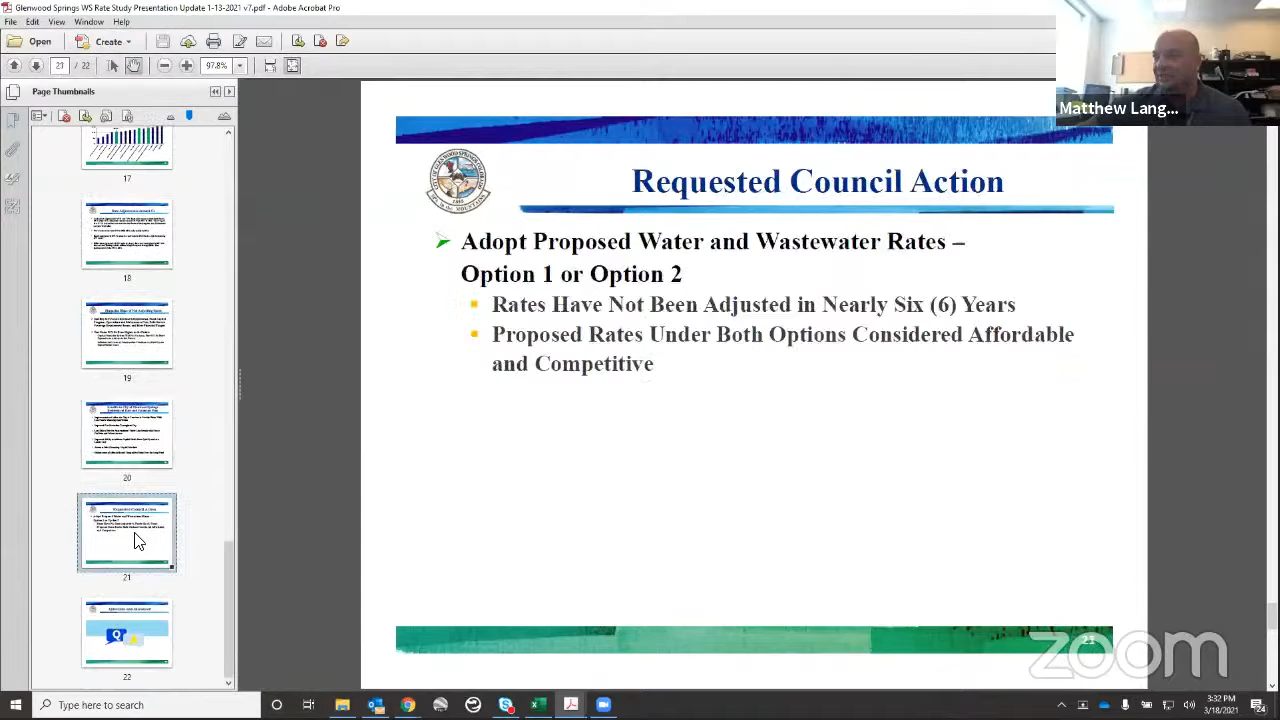 Glenwood Springs WS Rate Study Presentation Update 1-13-2021 v7.pdf - Adobe Acrobat Pro
File Edit View Window Help
Open
Create
21 / 22
97.8%
Page Thumbnails
17
18
19
20
Requested Council Action
21
22
Q
A
Matthew Lang...
Requested Council Action
Adopt Proposed Water and Wastewater Rates –
Option 1 or Option 2
Rates Have Not Been Adjusted in Nearly Six (6) Years
Proposed Rates Under Both Options Considered Affordable
and Competitive
21
zoom
Type here to search
3:32 PM
3/18/2021